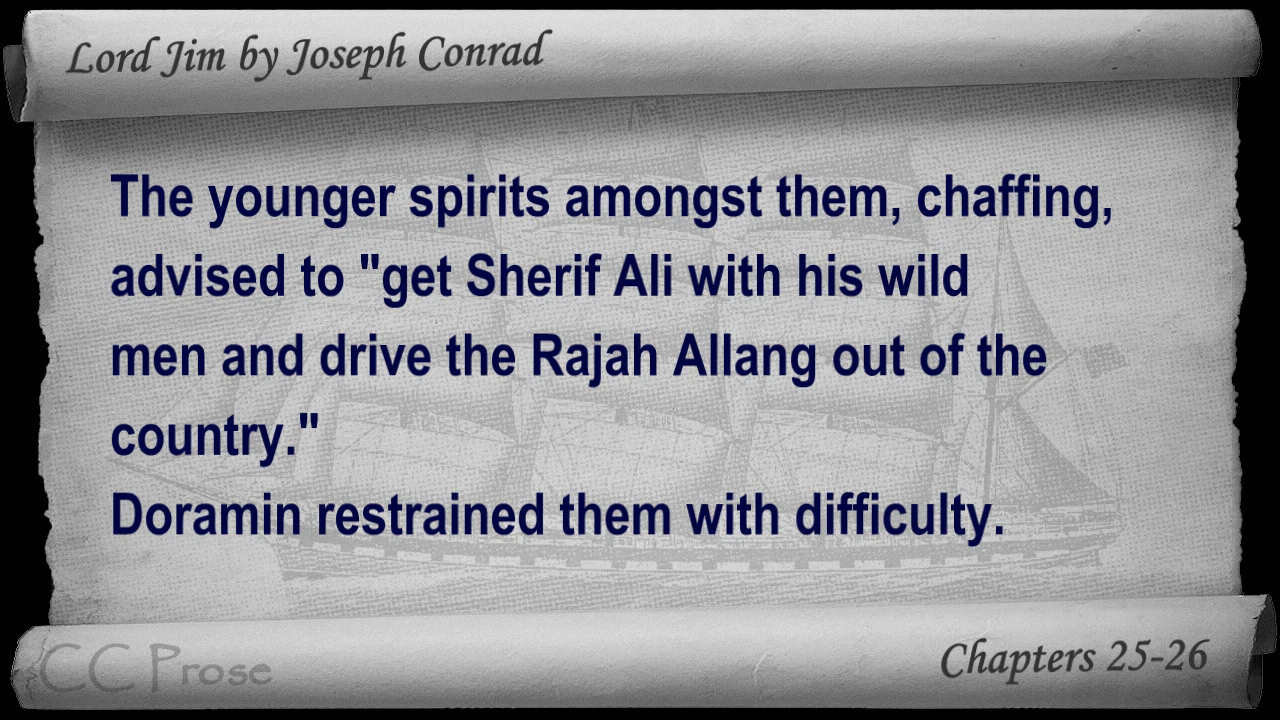 Lord Jim by Joseph Conrad
The younger spirits amongst them, chaffing,
advised to "get Sherif Ali with his wild
men and drive the Rajah Allang out of the
country."
Doramin restrained them with difficulty.
CC Prose
Chapters 25-26